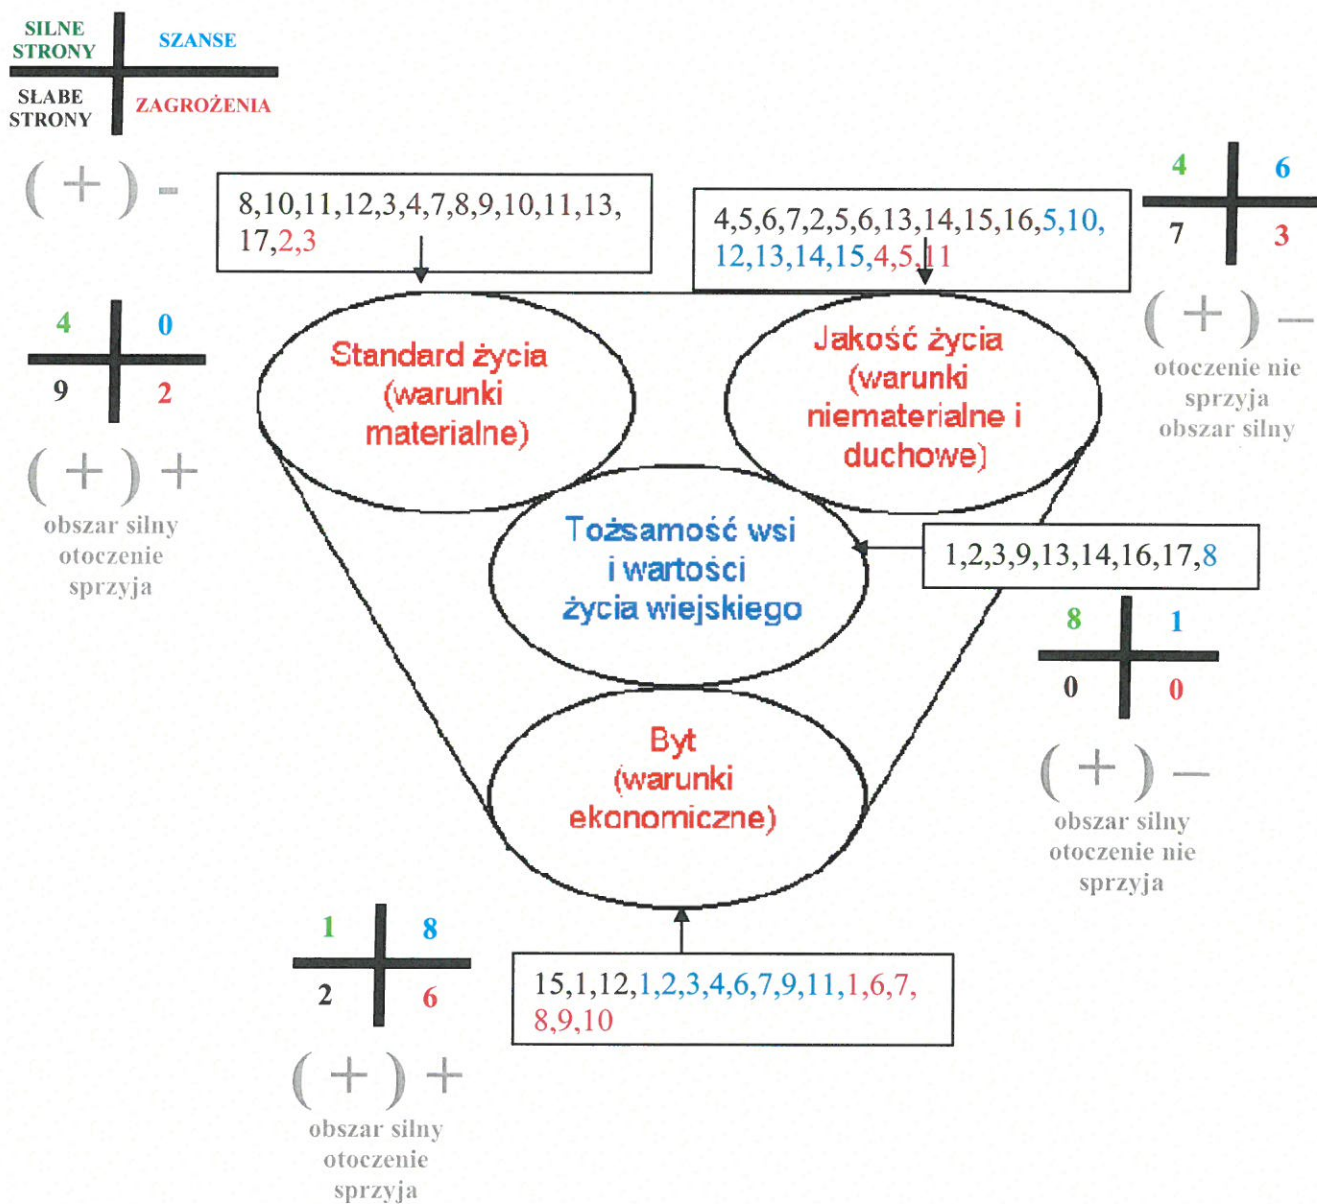 SILNE
STRONY
SZANSE
SŁABE
STRONY
ZAGROŻENIA
( + ) -
8,10,11,12,3,4,7,8,9,10,11,13,
17,2,3
4,5,6,7,2,5,6,13,14,15,16,5,10,
12,13,14,15,4,5,11
4 6
7 3
( + ) –
otoczenie nie
sprzyja
obszar silny
4 0
9 2
( + ) +
obszar silny
otoczenie
sprzyja
Standard życia
(warunki
materialne)
Jakość życia
(warunki
niematerialne i
duchowe)
Tożsamość wsi
i wartości
życia wiejskiego
1,2,3,9,13,14,16,17,8
8 1
0 0
( + ) –
obszar silny
otoczenie nie
sprzyja
Byt
(warunki
ekonomiczne)
1 8
2 6
( + ) +
obszar silny
otoczenie
sprzyja
15,1,12,1,2,3,4,6,7,9,11,1,6,7,
8,9,10